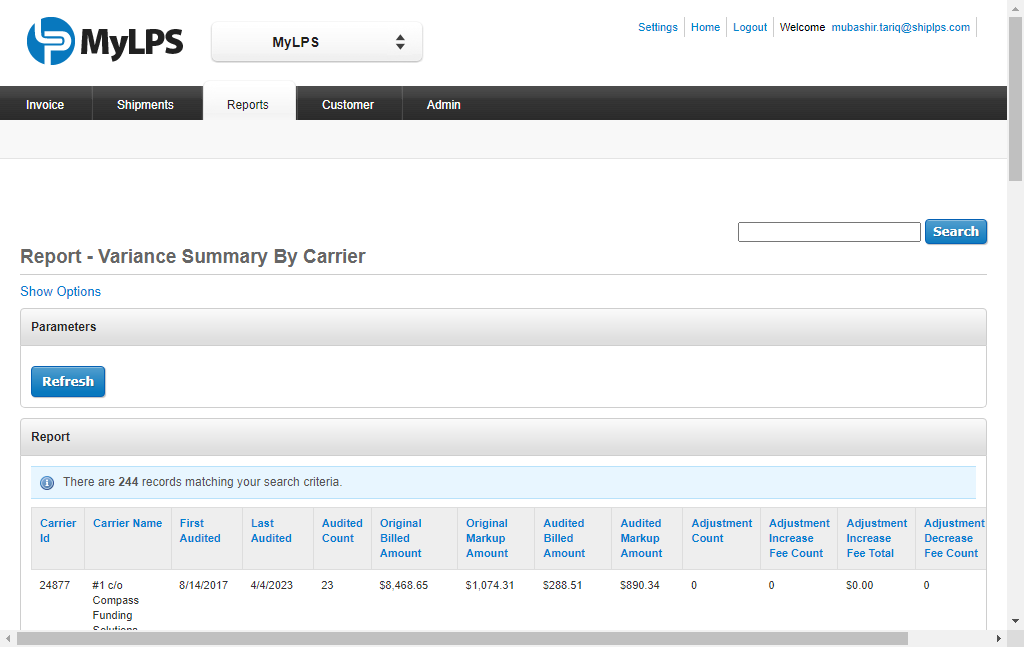 MyLPS
MyLPS
Settings Home Logout Welcome mubashir.tariq@shiplps.com
Invoice Shipments Reports Customer Admin
Search
Report - Variance Summary By Carrier
Show Options
Parameters
Refresh
Report
There are 244 records matching your search criteria.
Carrier Id
Carrier Name
First Audited
Last Audited
Audited Count
Original Billed Amount
Original Markup Amount
Audited Billed Amount
Audited Markup Amount
Adjustment Count
Adjustment Increase Fee Count
Adjustment Increase Fee Total
Adjustment Decrease Fee Count
24877 #1 c/o 8/14/2017 4/4/2023 23 $8,468.65 $1,074.31 $288.51 $890.34 0 0 $0.00 0
Compass
Funding
Solutions